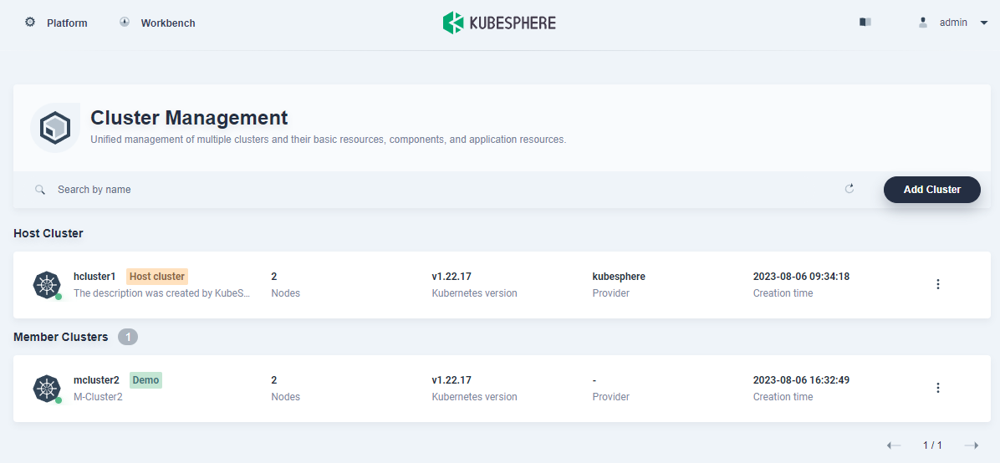 Platform Workbench KUBESPHERE admin
Cluster Management
Unified management of multiple clusters and their basic resources, components, and application resources.
Search by name Add Cluster
Host Cluster
hcluster1 Host cluster 2 v1.22.17 kubesphere 2023-08-06 09:34:18
The description was created by KubeS... Nodes Kubernetes version Provider Creation time
Member Clusters 1
mcluster2 Demo 2 v1.22.17 - 2023-08-06 16:32:49
M-Cluster2 Nodes Kubernetes version Provider Creation time
1 / 1